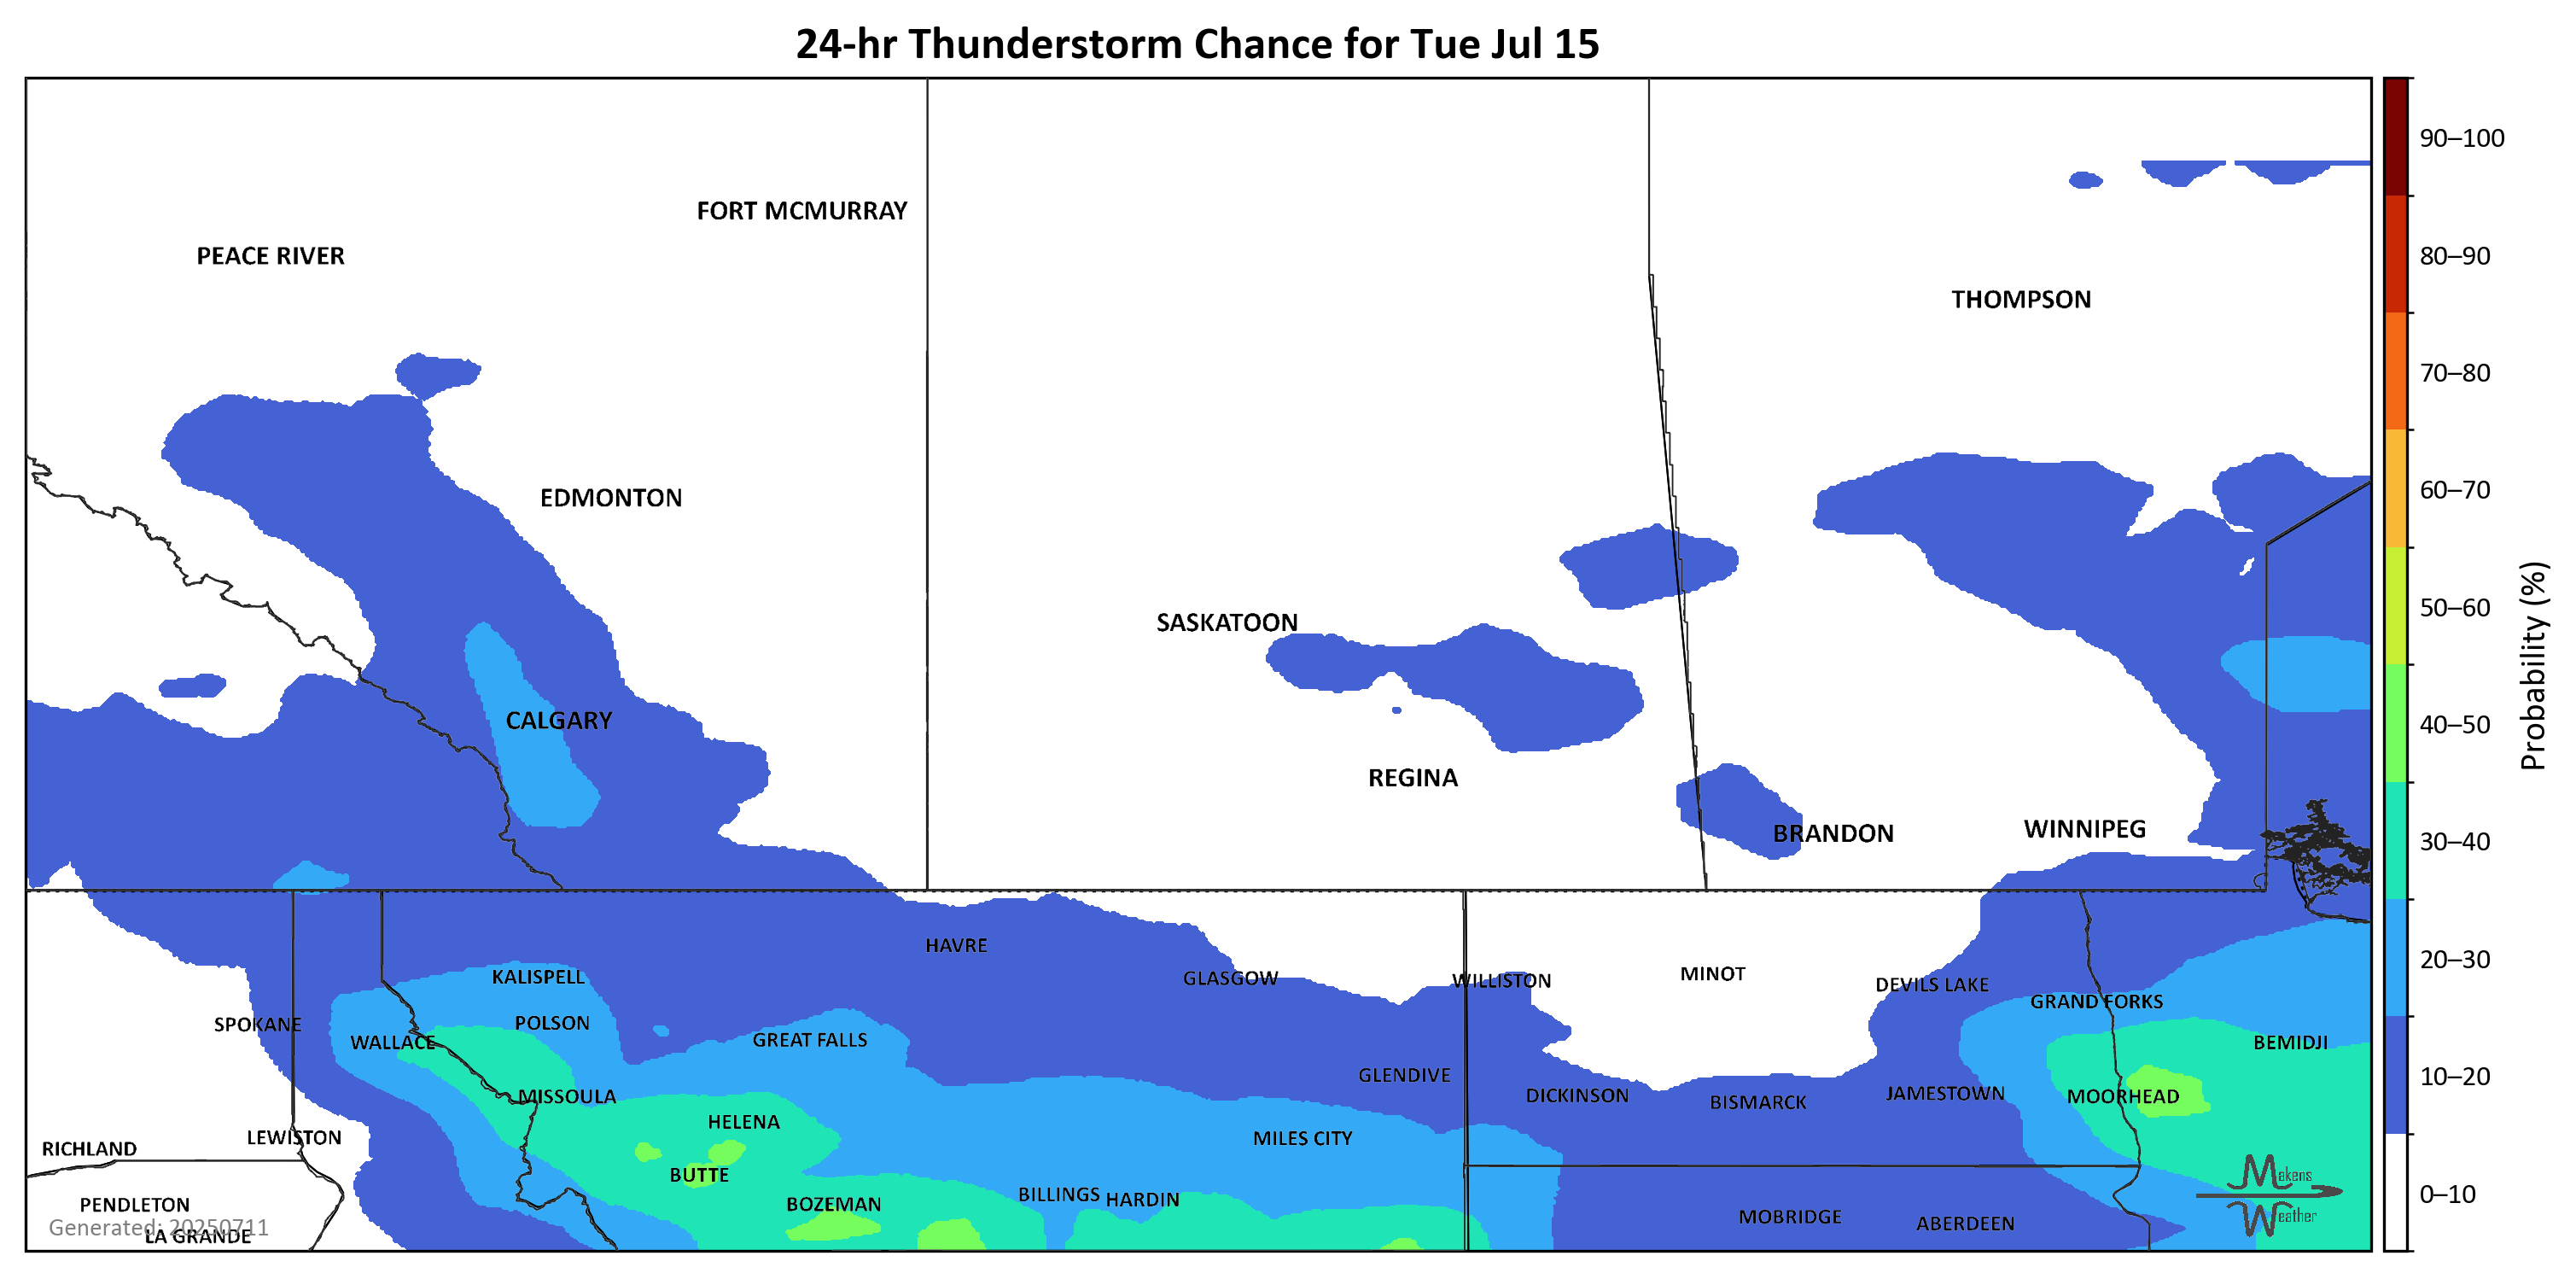 24-hr Thunderstorm Chance for Tue Jul 15
90–100
FORT MCMURRAY
PEACE RIVER
80–90
THOMPSON
70–80
EDMONTON
60–70
50–60
SASKATOON
Probability (%)
CALGARY
40–50
REGINA
BRANDON
WINNIPEG
30–40
HAVRE
20–30
KALISPELL
GLASGOW
WILLISTON
MINOT
DEVILS LAKE
GRAND FORKS
SPOKANE
POLSON
WALLACE
GREAT FALLS
BEMIDJI
GLENDIVE
10–20
MISSOULA
DICKINSON
BISMARCK
JAMESTOWN
MOORHEAD
HELENA
LEWISTON
MILES CITY
RICHLAND
BUTTE
Makens
Weather
0–10
PENDLETON
BOZEMAN
BILLINGS
HARDIN
MOBRIDGE
ABERDEEN
Generated: 20250711
LA GRANDE